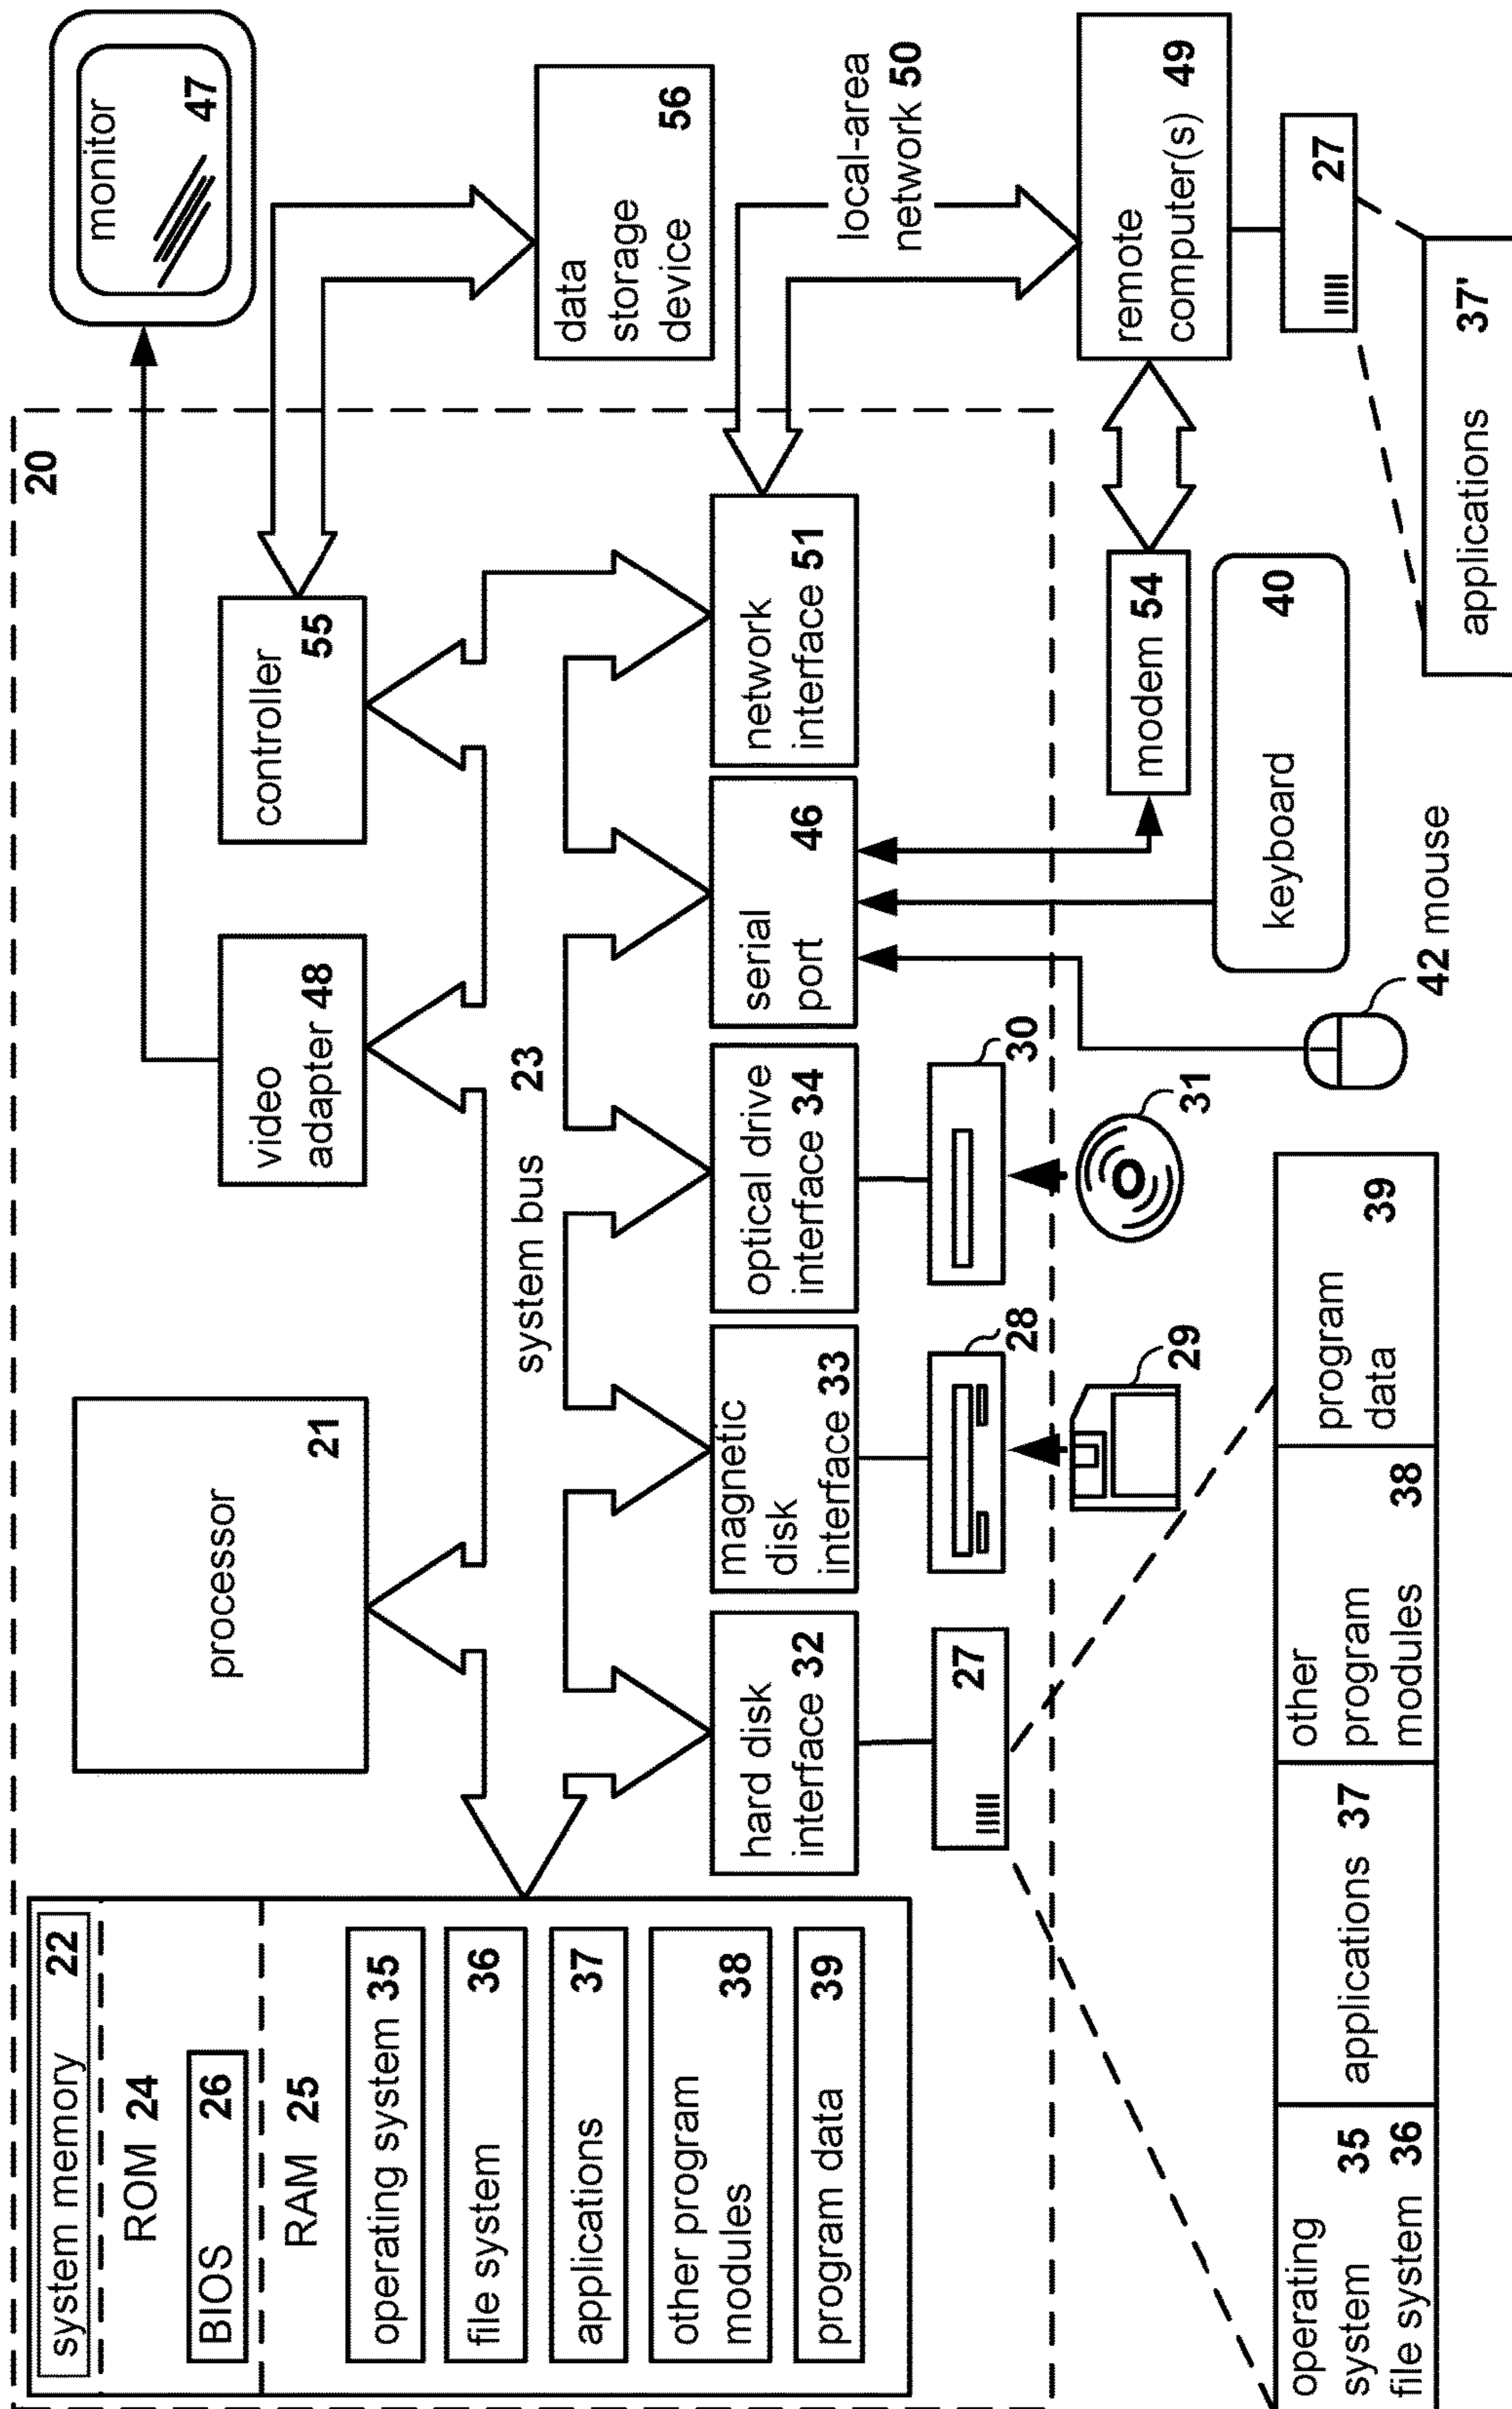 20
system memory 22
ROM 24
BIOS 26
RAM 25
operating system 35
file system 36
applications 37
other program
modules 38
program data 39
processor
21
video
adapter 48
controller
55
monitor
47
system bus 23
data
storage
device 56
hard disk
interface 32
magnetic
disk
interface 33
optical drive
interface 34
serial
port 46
network
interface 51
local-area
network 50
27
28
30
29
31
modem 54
remote
computer(s) 49
27
keyboard
40
42 mouse
operating
system 35
file system 36
applications 37
other
program
modules 38
program
data 39
applications 37'